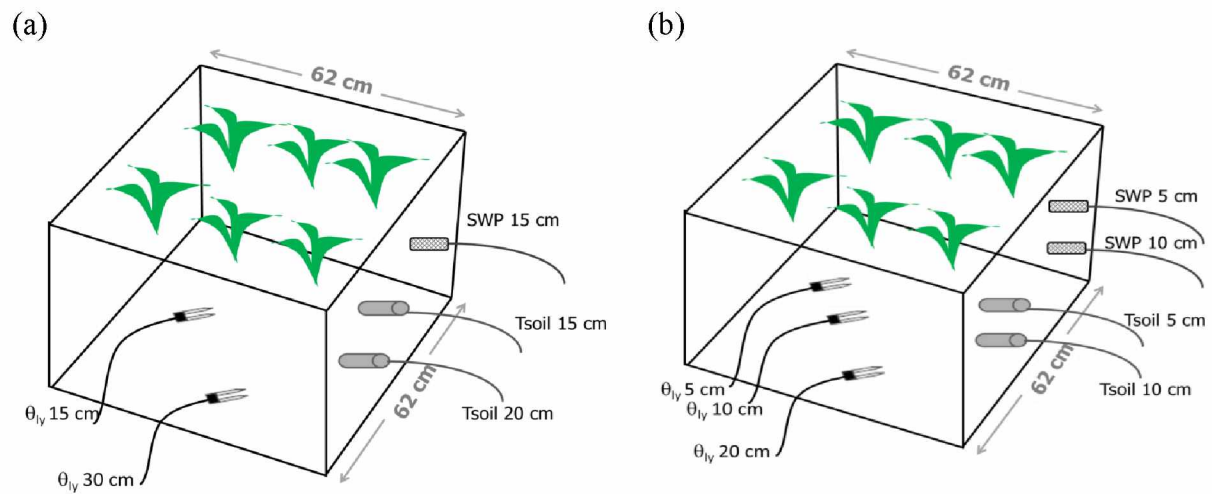 (a)
62 cm
SWP 15 cm
Tsoil 15 cm
Tsoil 20 cm
62 cm
θly 15 cm
θly 30 cm
(b)
62 cm
SWP 5 cm
SWP 10 cm
Tsoil 5 cm
Tsoil 10 cm
62 cm
θly 5 cm
θly 10 cm
θly 20 cm